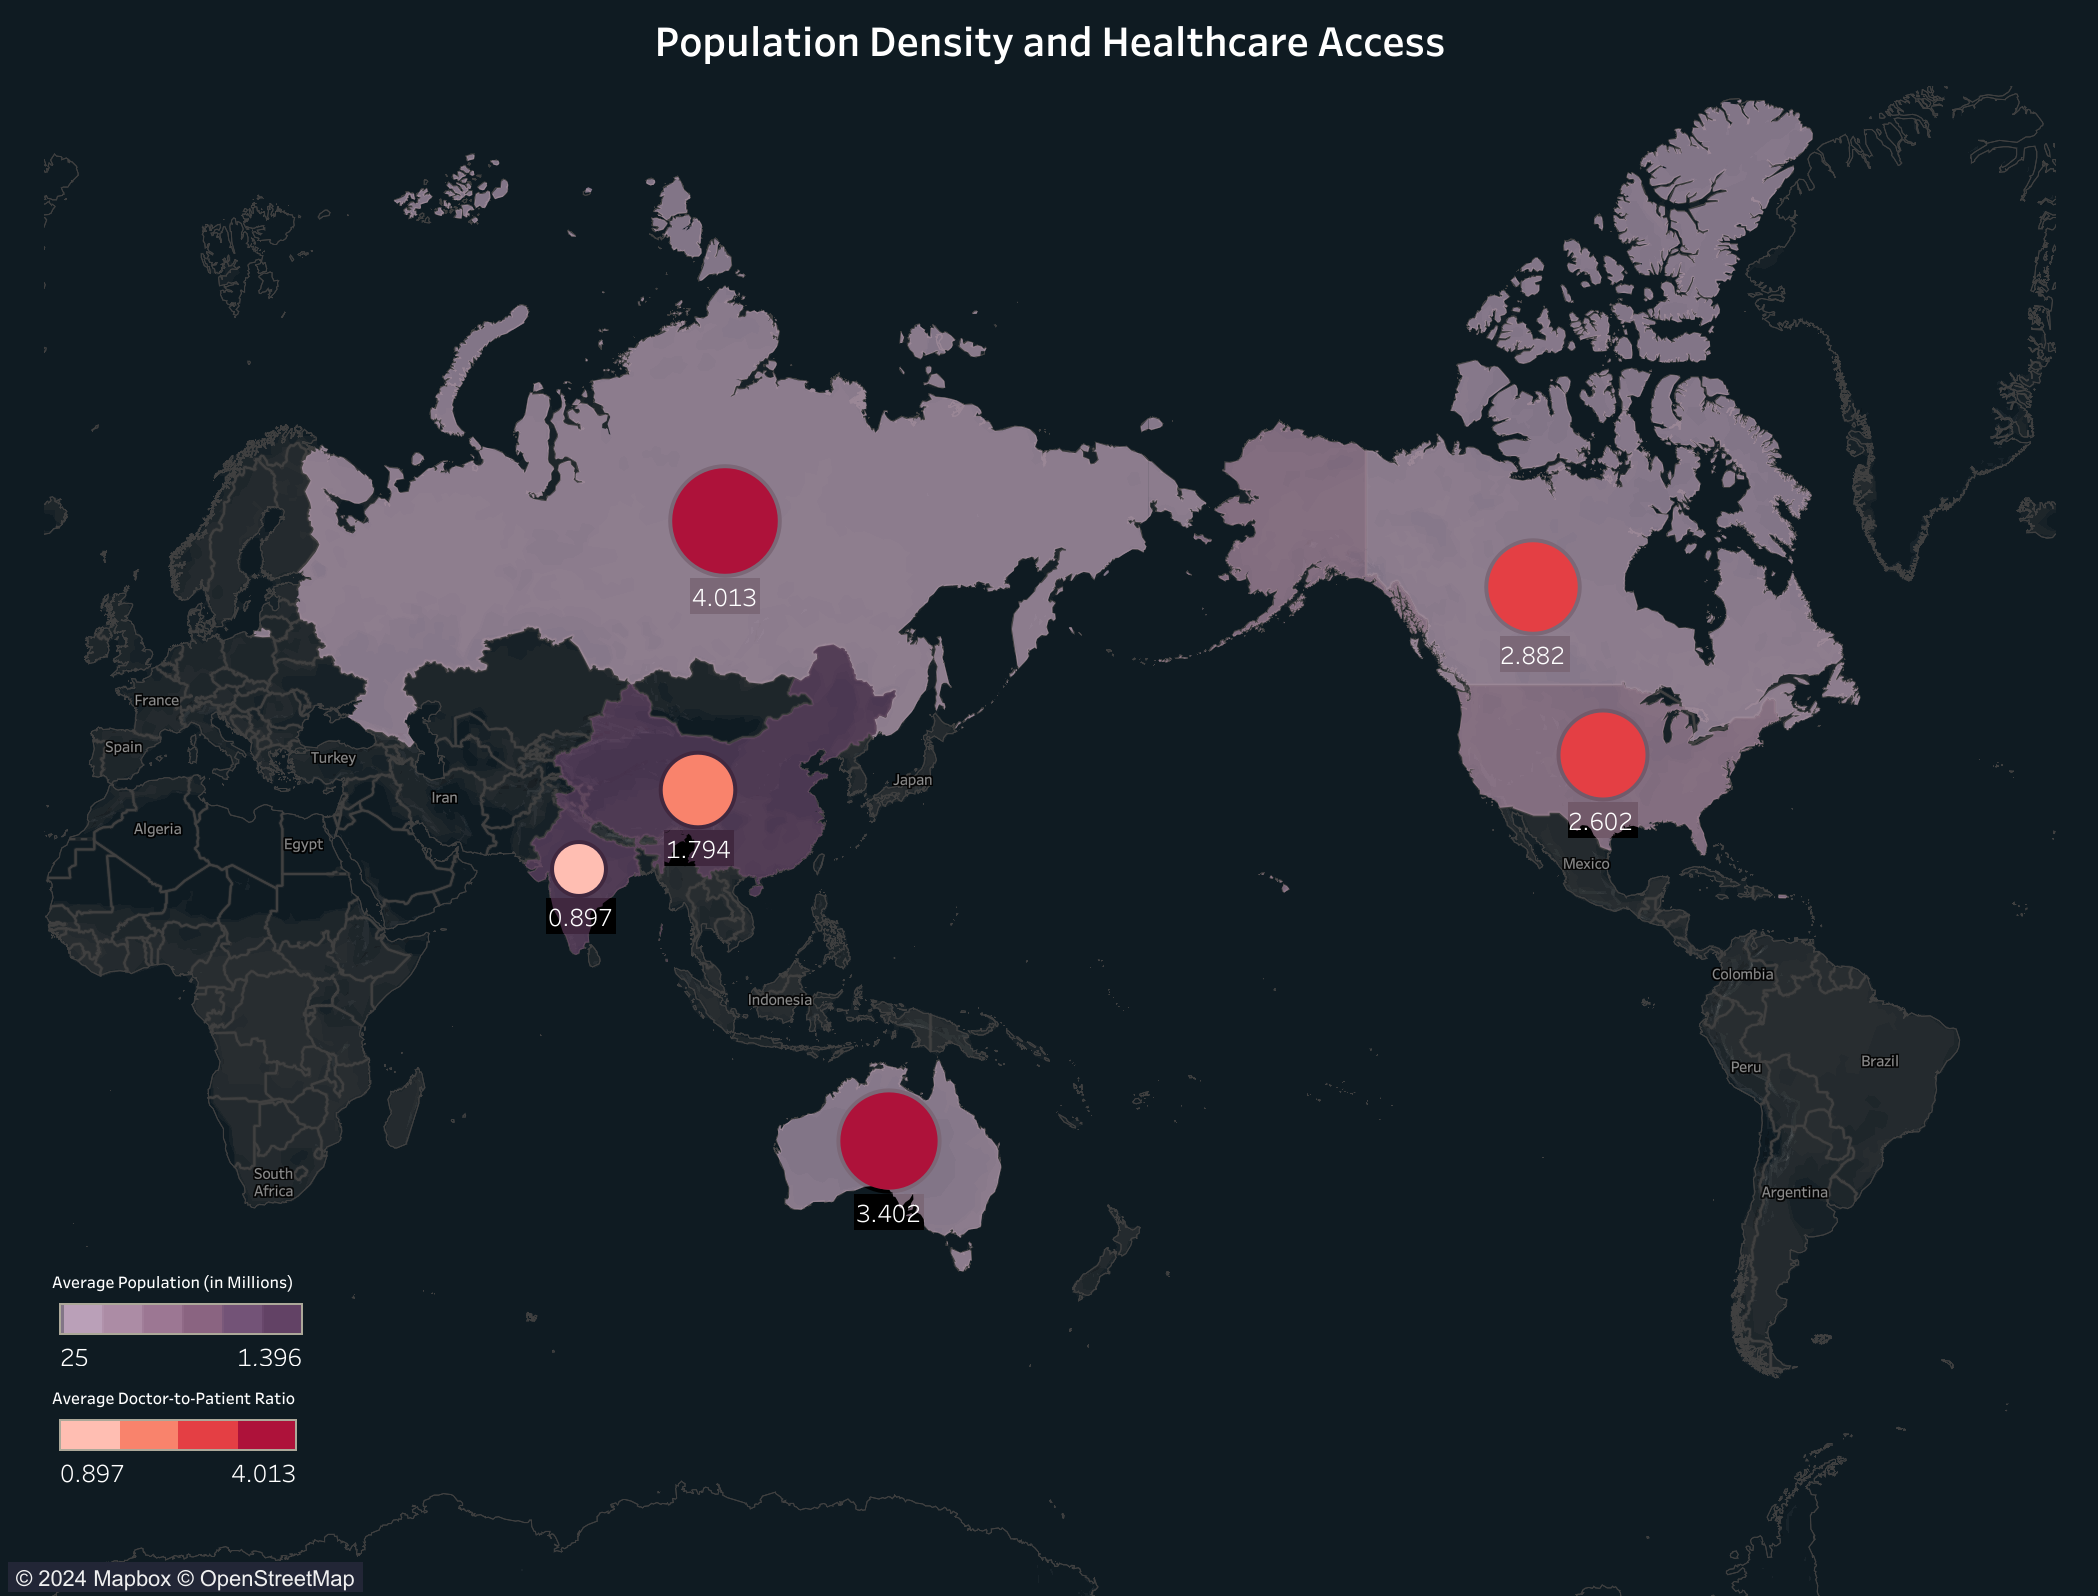 Population Density and Healthcare Access
4.013
2.882
France
Spain
Turkey
Japan
Iran
2.602
Algeria
Egypt
1.794
Mexico
0.897
Colombia
Indonesia
Brazil
Peru
South
Africa
Argentina
3.402
Average Population (in Millions)
25 1.396
Average Doctor-to-Patient Ratio
0.897 4.013
© 2024 Mapbox © OpenStreetMap